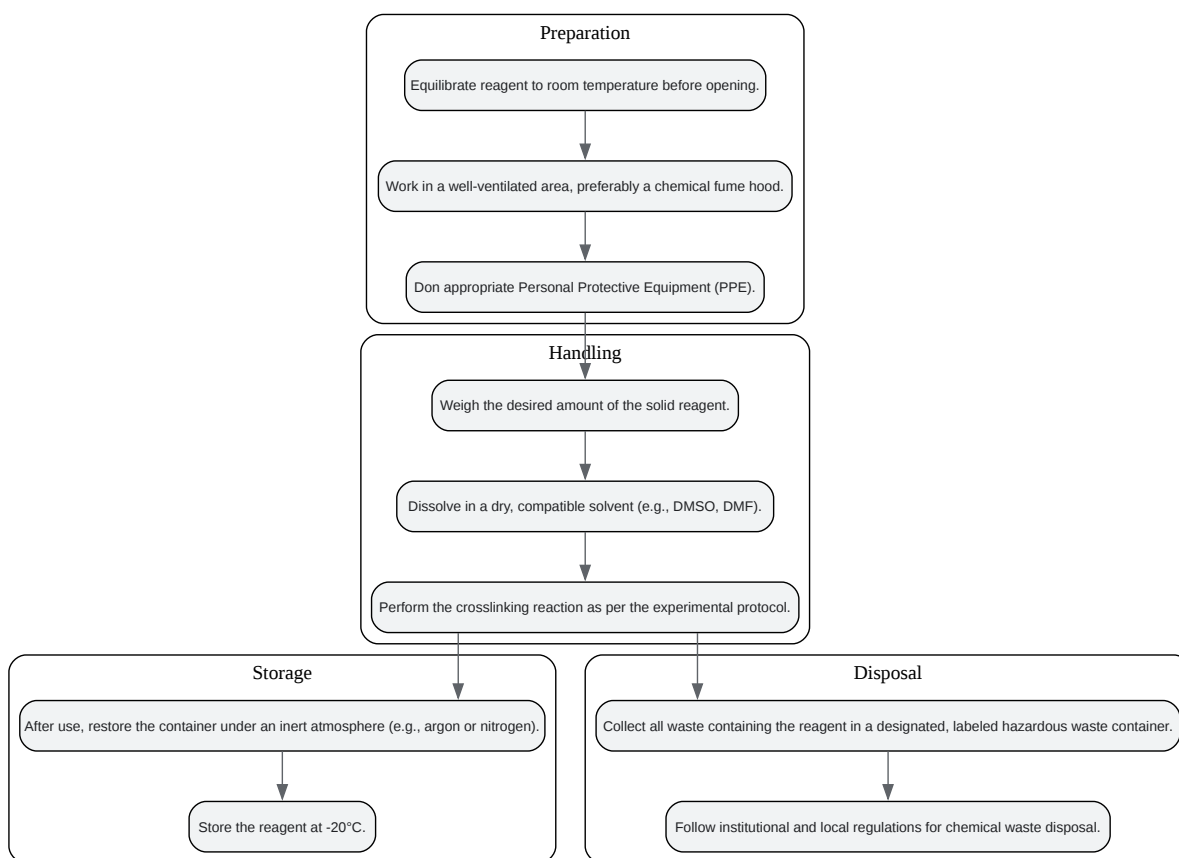 Preparation
Equilibrate reagent to room temperature before opening.
Work in a well-ventilated area, preferably a chemical fume hood.
Don appropriate Personal Protective Equipment (PPE).
Handling
Weigh the desired amount of the solid reagent.
Dissolve in a dry, compatible solvent (e.g., DMSO, DMF).
Perform the crosslinking reaction as per the experimental protocol.
Storage
After use, restore the container under an inert atmosphere (e.g., argon or nitrogen).
Store the reagent at -20°C.
Disposal
Collect all waste containing the reagent in a designated, labeled hazardous waste container.
Follow institutional and local regulations for chemical waste disposal.